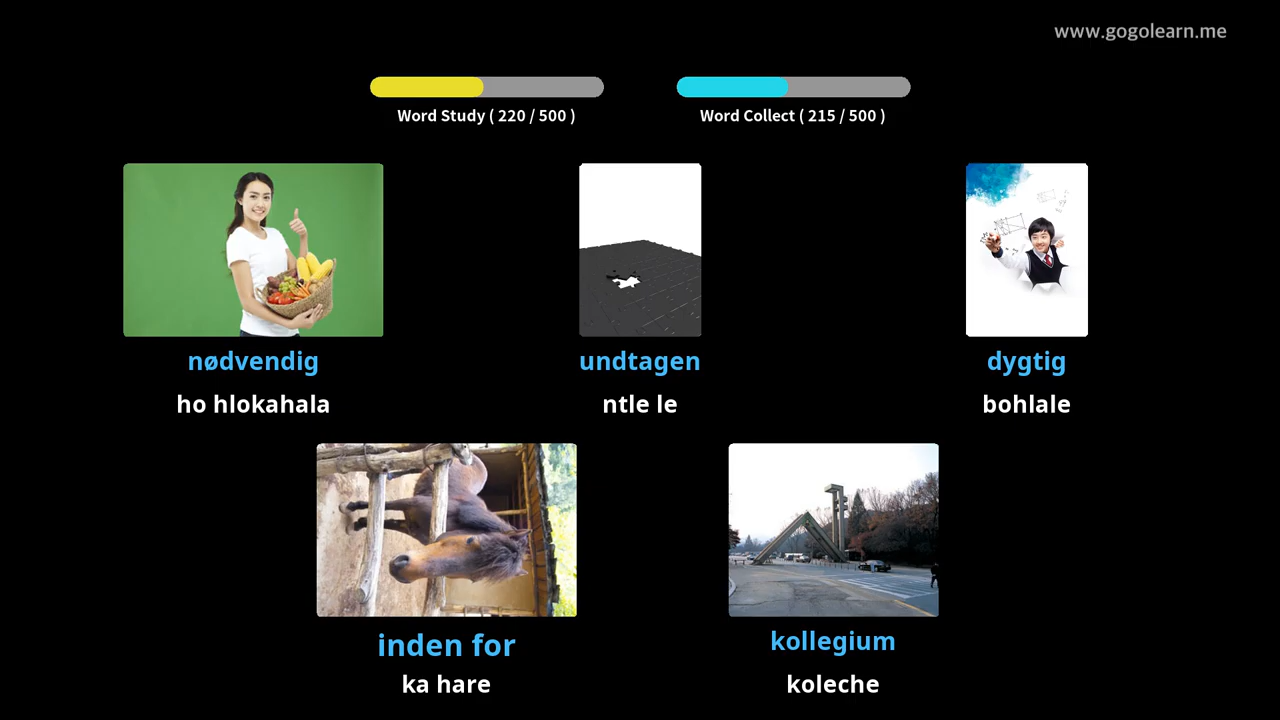 www.gogolearn.me
Word Study ( 220 / 500 )
Word Collect ( 215 / 500 )
nødvendig
ho hlokahala
undtagen
ntle le
dygtig
bohlale
inden for
ka hare
kollegium
koleche